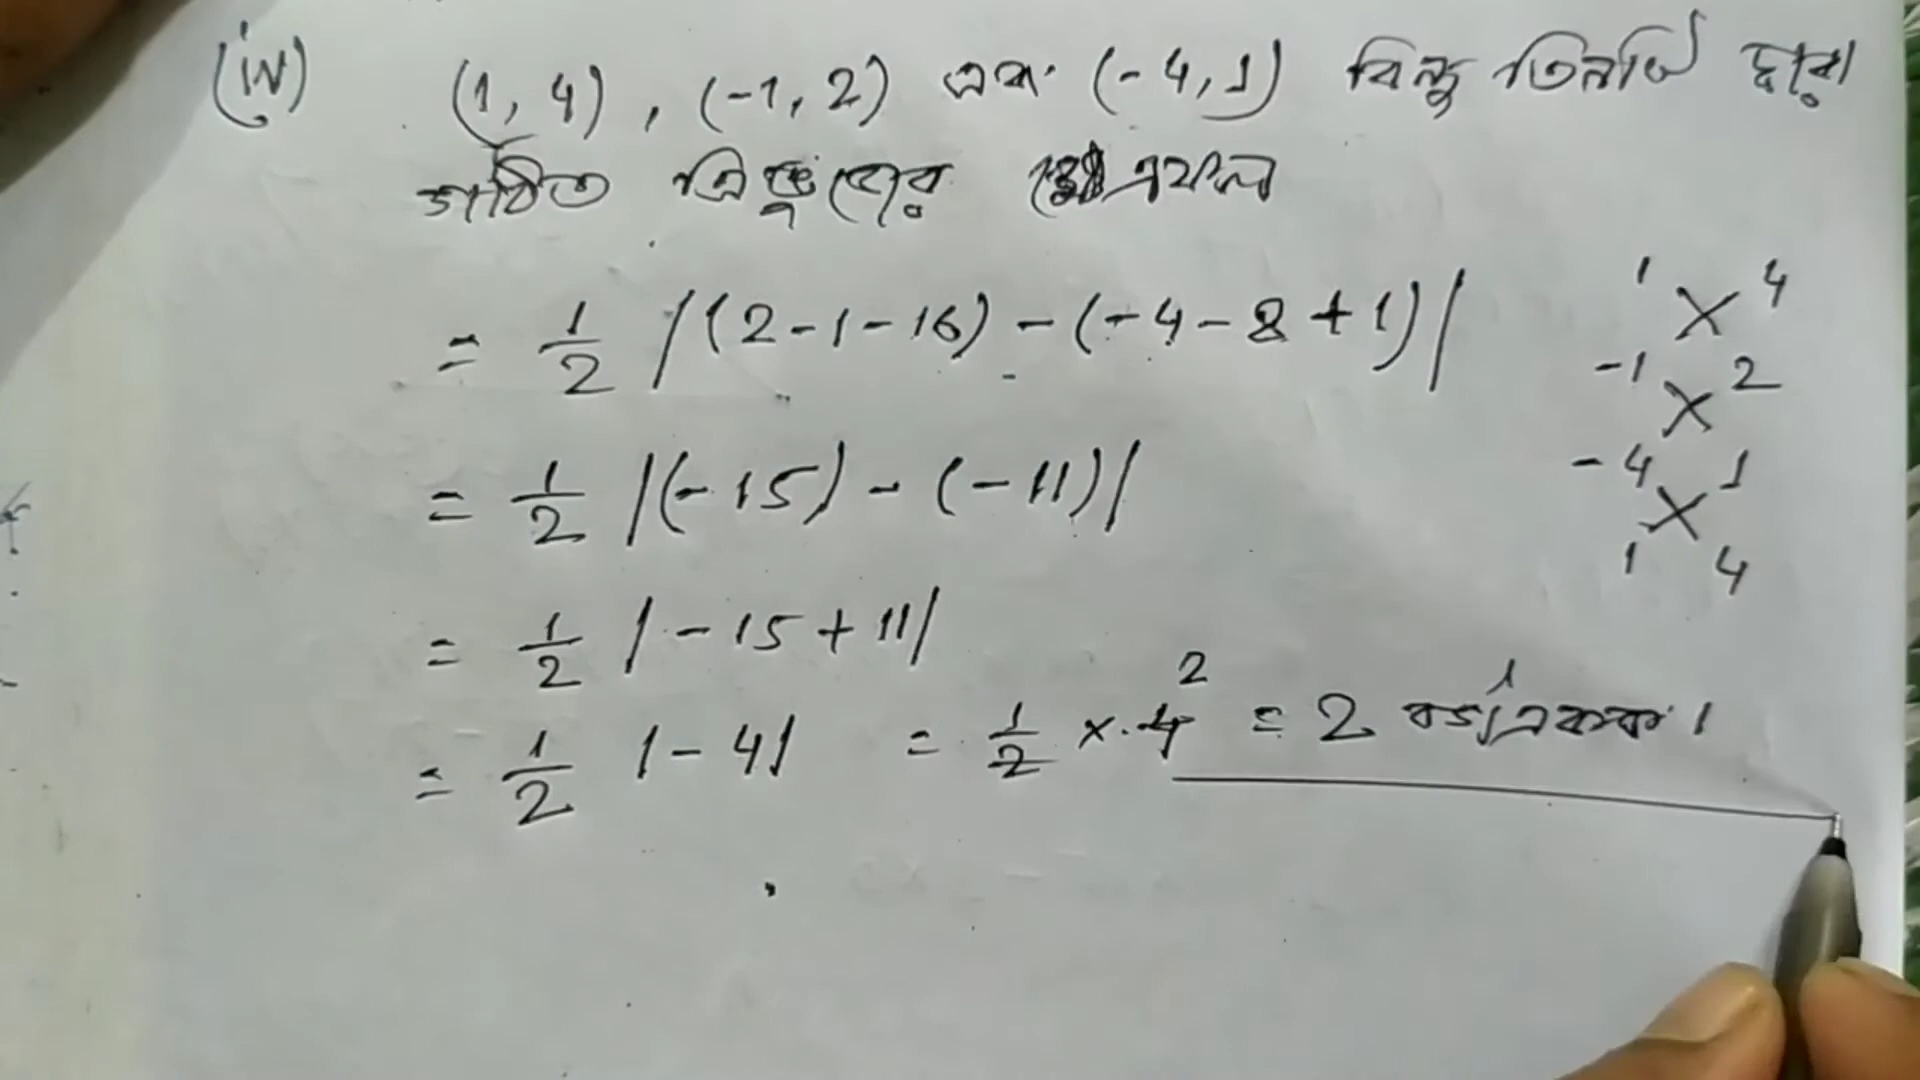 (iv) (1, 4), (-1, 2) এবং (-4, 1) বিন্দু তিনটি দ্বারা
গঠিত ত্রিভুজের ক্ষেত্রফল
= 1/2 |(2-1-16) - (-4-8+1)|
= 1/2 |(-15) - (-11)|
= 1/2 |-15+11|
= 1/2 |-4| = 1/2 × 4 2 = 2 বর্গএকক।
1 × 4
-1 × 2
-4 × 1
1 4